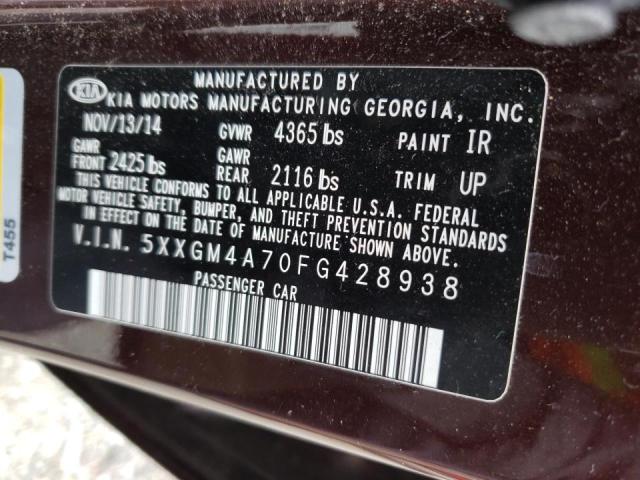 MANUFACTURED BY
KIA KIA MOTORS MANUFACTURING GEORGIA, INC.
NOV/13/14 GVWR 4365 lbs PAINT IR
GAWR FRONT 2425 lbs GAWR REAR 2116 lbs TRIM UP
THIS VEHICLE CONFORMS TO ALL APPLICABLE U.S.A. FEDERAL
MOTOR VEHICLE SAFETY, BUMPER, AND THEFT PREVENTION STANDARDS
IN EFFECT ON THE DATE OF MANUFACTURE SHOWN ABOVE.
V.I.N. 5XXGM4A70FG428938
PASSENGER CAR
T455